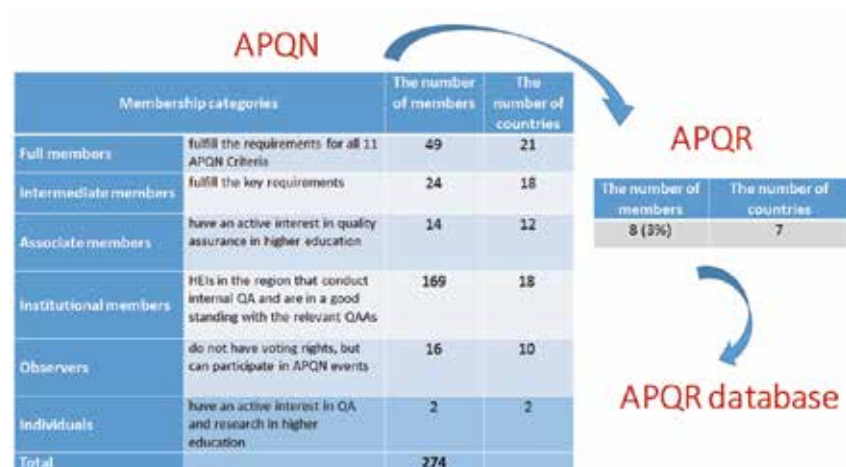 APQN
Membership categories
The number
of members
The
number of
countries
Full members
fulfill the requirements for all 11
APQN Criteria
49
21
Intermediate members
fulfill the key requirements
24
18
Associate members
have an active interest in quality
assurance in higher education
14
12
Institutional members
HEIs in the region that conduct
internal QA and are in a good
standing with the relevant QAAs
169
18
Observers
do not have voting rights, but
can participate in APQN events
16
10
Individuals
have an active interest in QA
and research in higher
education
2
2
Total
274
APQR
The number of
members
The number of
countries
8 (3%)
7
APQR database